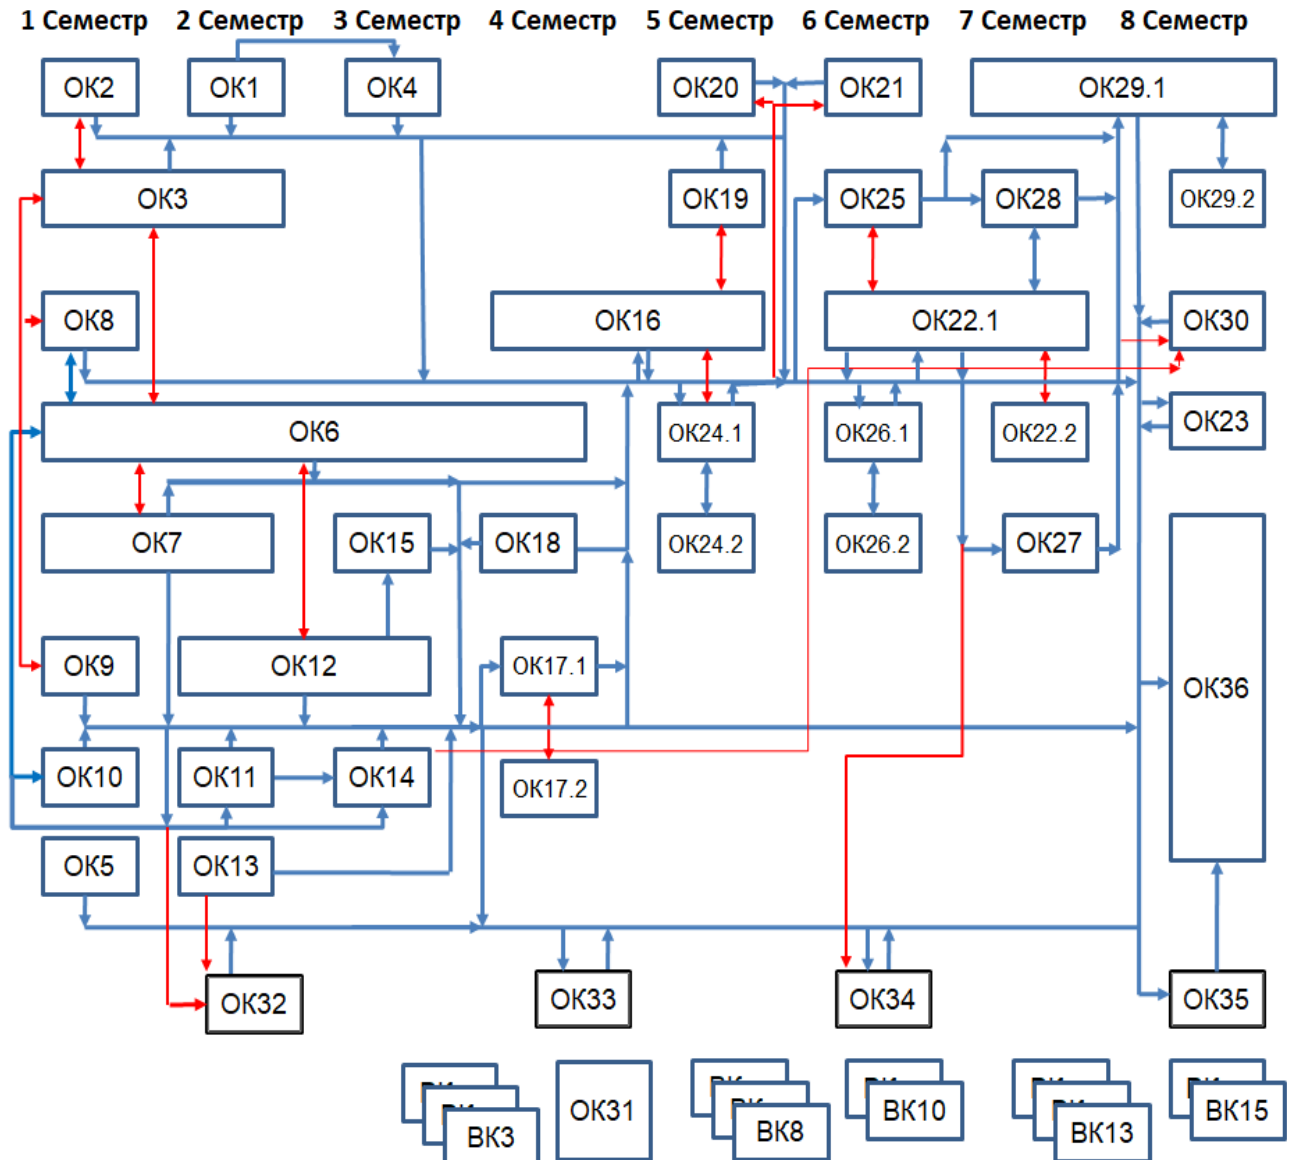 1 Семестр 2 Семестр 3 Семестр 4 Семестр 5 Семестр 6 Семестр 7 Семестр 8 Семестр
ОК2 ОК1 ОК4 ОК20 ОК21 ОК29.1
ОК3 ОК19 ОК25 ОК28 ОК29.2
ОК8 ОК16 ОК22.1 ОК30
ОК6 ОК24.1 ОК26.1 ОК22.2 ОК23
ОК7 ОК15 ОК18 ОК24.2 ОК26.2 ОК27
ОК9 ОК12 ОК17.1 ОК36
ОК10 ОК11 ОК14 ОК17.2
ОК5 ОК13
ОК32 ОК33 ОК34 ОК35
ОК31
ВК3 ВК8 ВК10 ВК13 ВК15